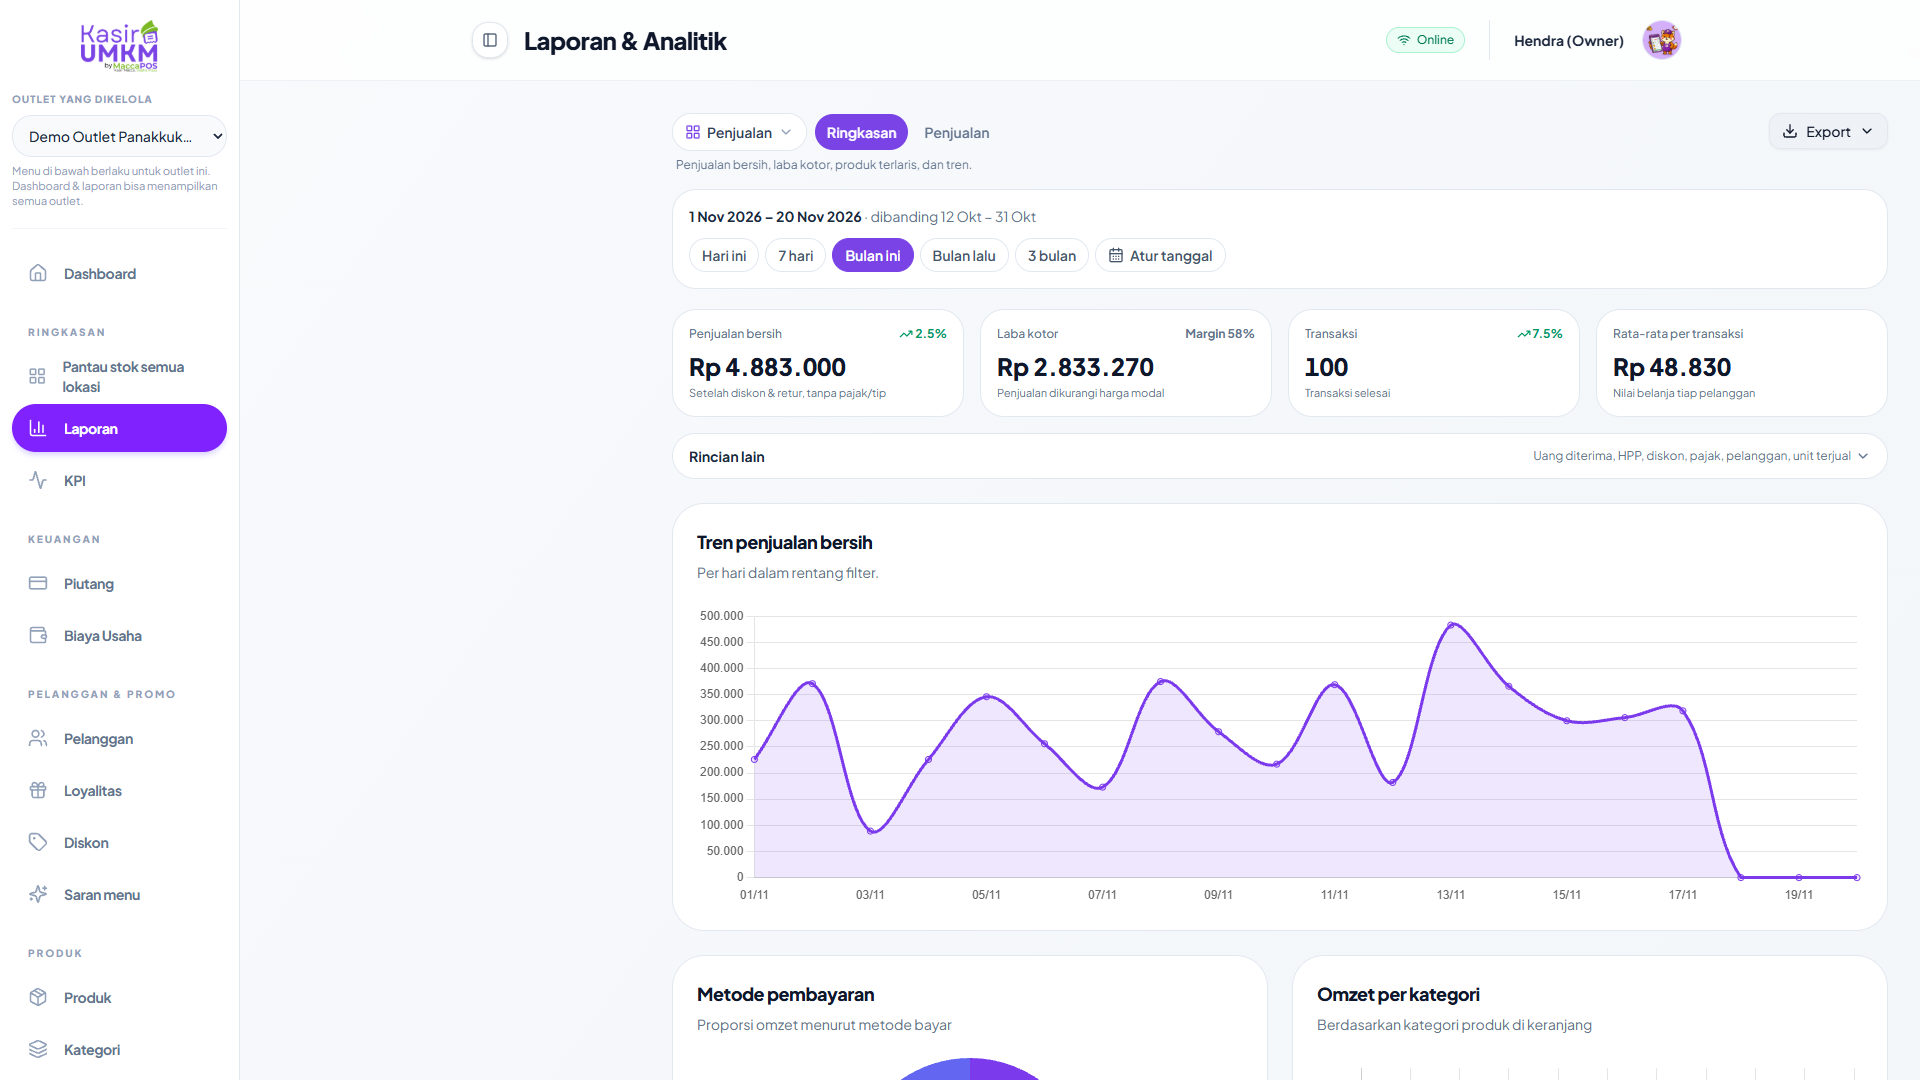 Kasir
UMKM
by MaccaPOS
OUTLET YANG DIKELOLA
Demo Outlet Panakkuk...
Menu di bawah berlaku untuk outlet ini.
Dashboard & laporan bisa menampilkan
semua outlet.
Dashboard
RINGKASAN
Pantau stok semua
lokasi
Laporan
KPI
KEUANGAN
Piutang
Biaya Usaha
PELANGGAN & PROMO
Pelanggan
Loyalitas
Diskon
Saran menu
PRODUK
Produk
Kategori
Laporan & Analitik
Online
Hendra (Owner)
Penjualan
Ringkasan
Penjualan
Export
Penjualan bersih, laba kotor, produk terlaris, dan tren.
1 Nov 2026 – 20 Nov 2026 · dibanding 12 Okt – 31 Okt
Hari ini
7 hari
Bulan ini
Bulan lalu
3 bulan
Atur tanggal
Penjualan bersih
2.5%
Rp 4.883.000
Setelah diskon & retur, tanpa pajak/tip
Laba kotor
Margin 58%
Rp 2.833.270
Penjualan dikurangi harga modal
Transaksi
7.5%
100
Transaksi selesai
Rata-rata per transaksi
Rp 48.830
Nilai belanja tiap pelanggan
Rincian lain
Uang diterima, HPP, diskon, pajak, pelanggan, unit terjual
Tren penjualan bersih
Per hari dalam rentang filter.
500.000
450.000
400.000
350.000
300.000
250.000
200.000
150.000
100.000
50.000
0
01/11
03/11
05/11
07/11
09/11
11/11
13/11
15/11
17/11
19/11
Metode pembayaran
Proporsi omzet menurut metode bayar
Omzet per kategori
Berdasarkan kategori produk di keranjang